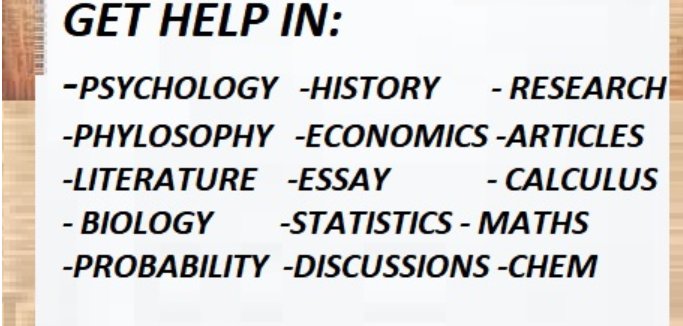 GET HELP IN:
-PSYCHOLOGY -HISTORY - RESEARCH
-PHYLOSOPHY -ECONOMICS -ARTICLES
-LITERATURE -ESSAY - CALCULUS
- BIOLOGY -STATISTICS - MATHS
-PROBABILITY -DISCUSSIONS -CHEM